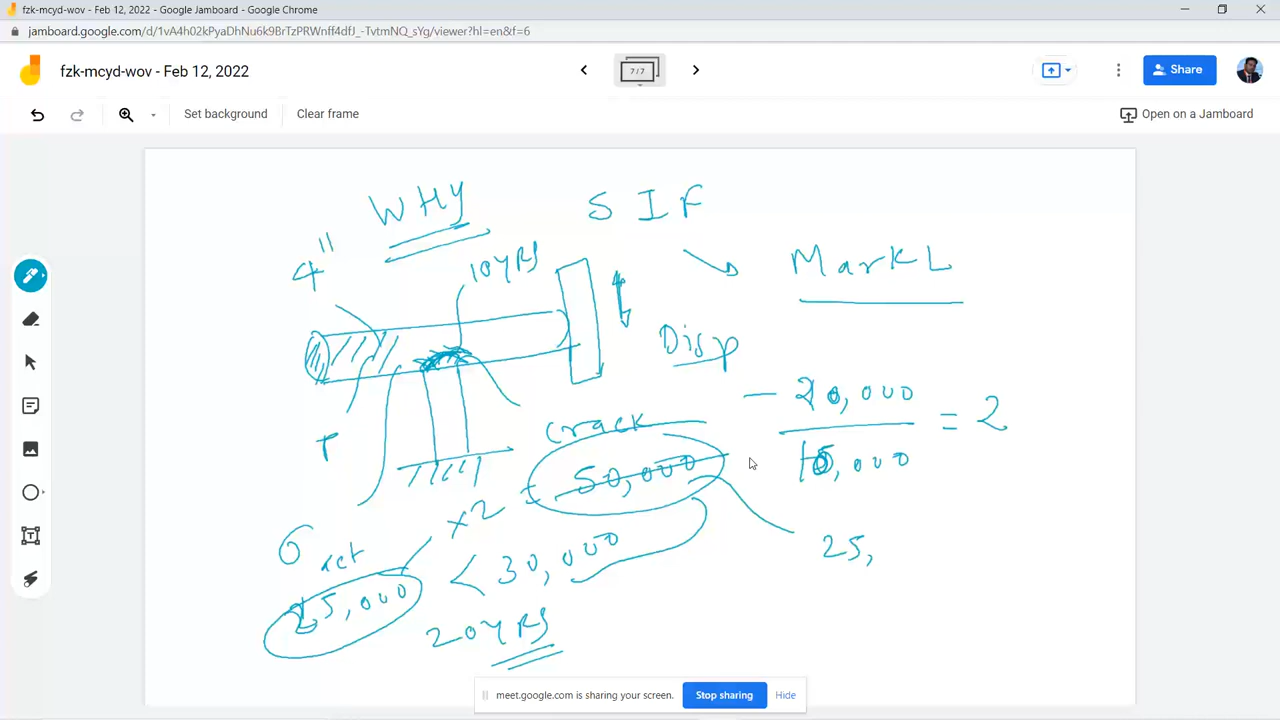 fzk-mcyd-wov - Feb 12, 2022 - Google Jamboard - Google Chrome
jamboard.google.com/d/1vA4h02kPyaDhNu6k9BrTzPRWnff4dfJ_-TvtmNQ_sYg/viewer?hl=en&f=6
fzk-mcyd-wov - Feb 12, 2022
7/7
Share
Set background
Clear frame
Open on a Jamboard
WHY
SIF
4"
10YRS
MarkL
Disp
crack
- 20,000
= 2
10,000
50,000
x2
σact
< 30,000
25,
25,000
20YRS
meet.google.com is sharing your screen.
Stop sharing
Hide